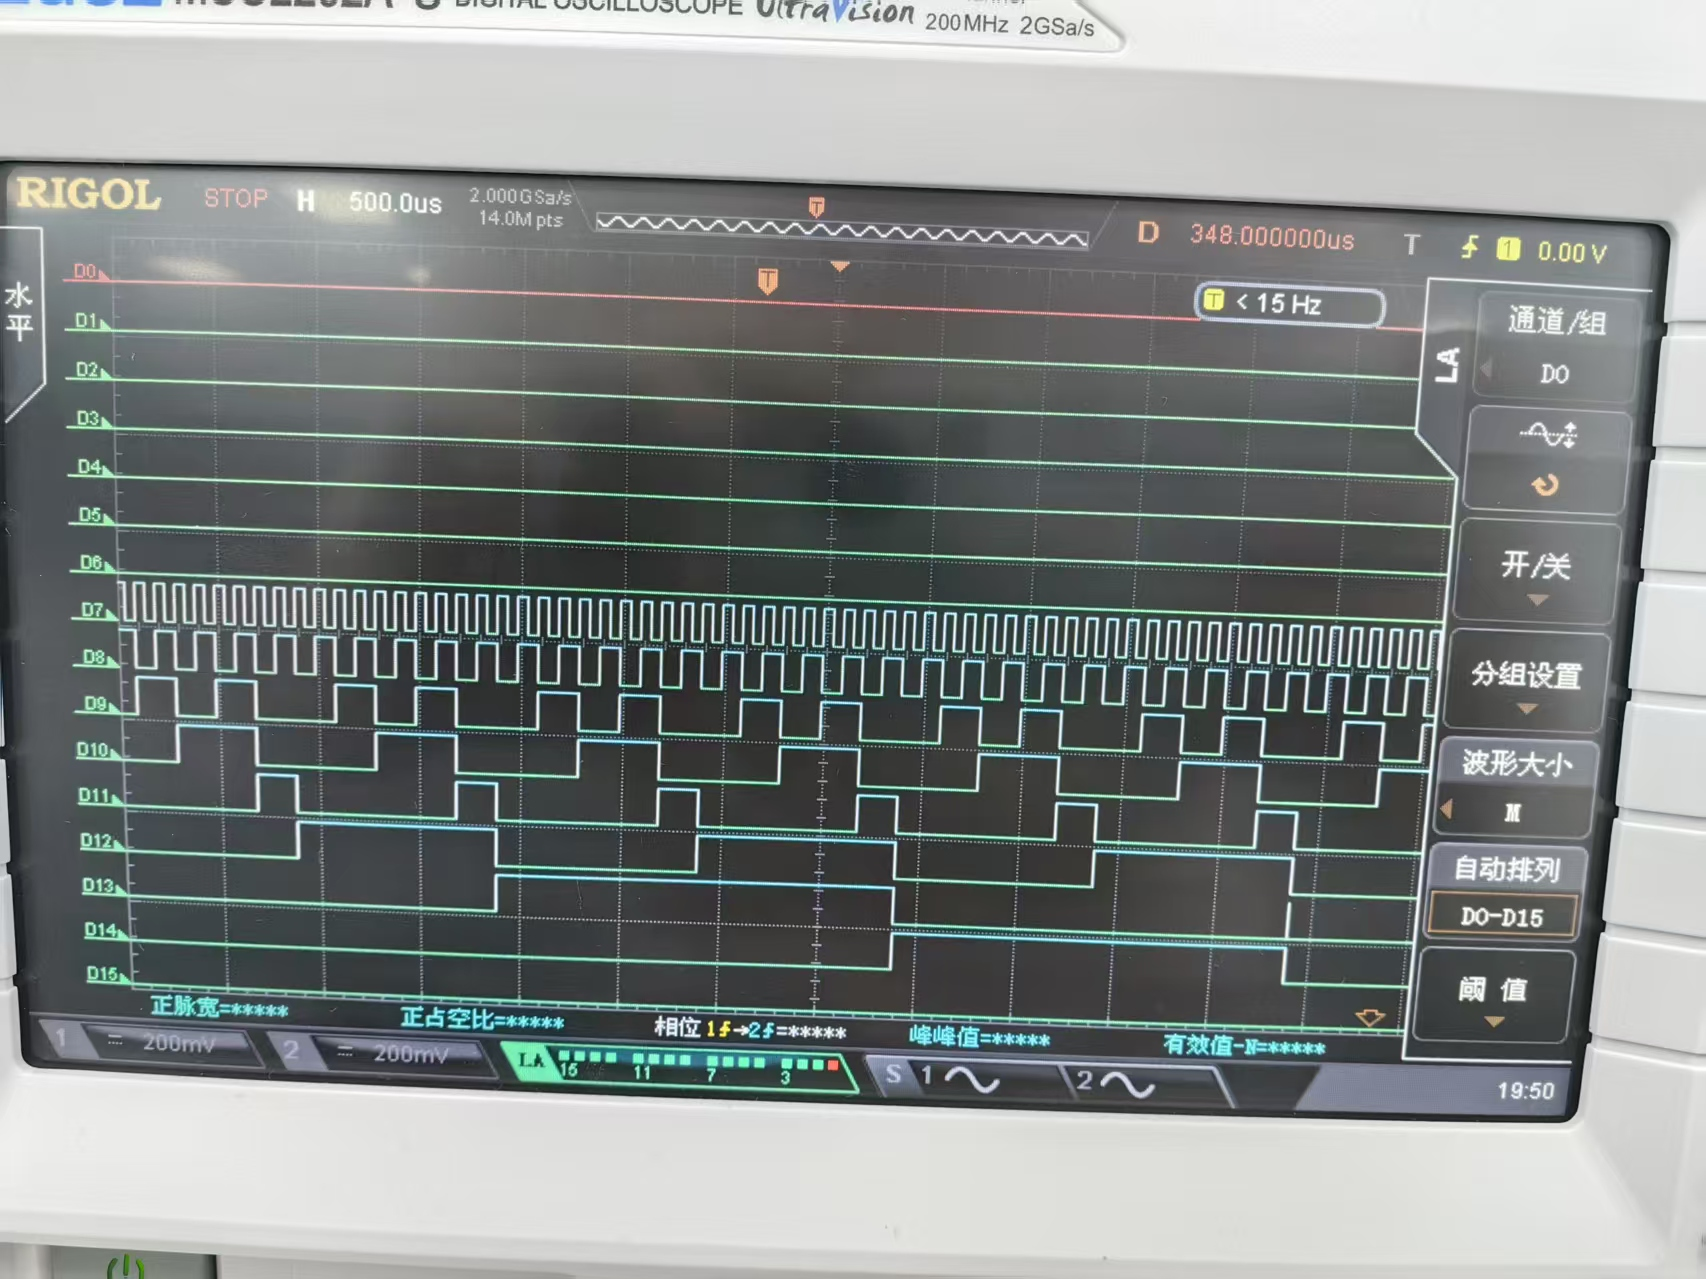 DIGITAL OSCILLOSCOPE UltraVision
200MHz 2GSa/s
RIGOL STOP H 500.0us 2.000GSa/s
14.0M pts
T
D 348.000000us T 1 0.00 V
水平
T
T < 15 Hz
D0
D1
D2
D3
D4
D5
D6
D7
D8
D9
D10
D11
D12
D13
D14
D15
LA
通道/组
D0
开/关
分组设置
波形大小
M
自动排列
D0-D15
阈 值
正脉宽=***** 正占空比=***** 相位1→2=***** 峰峰值=***** 有效值-N=*****
1 200mV 2 200mV LA 15 11 7 3 S 1 2 19:50